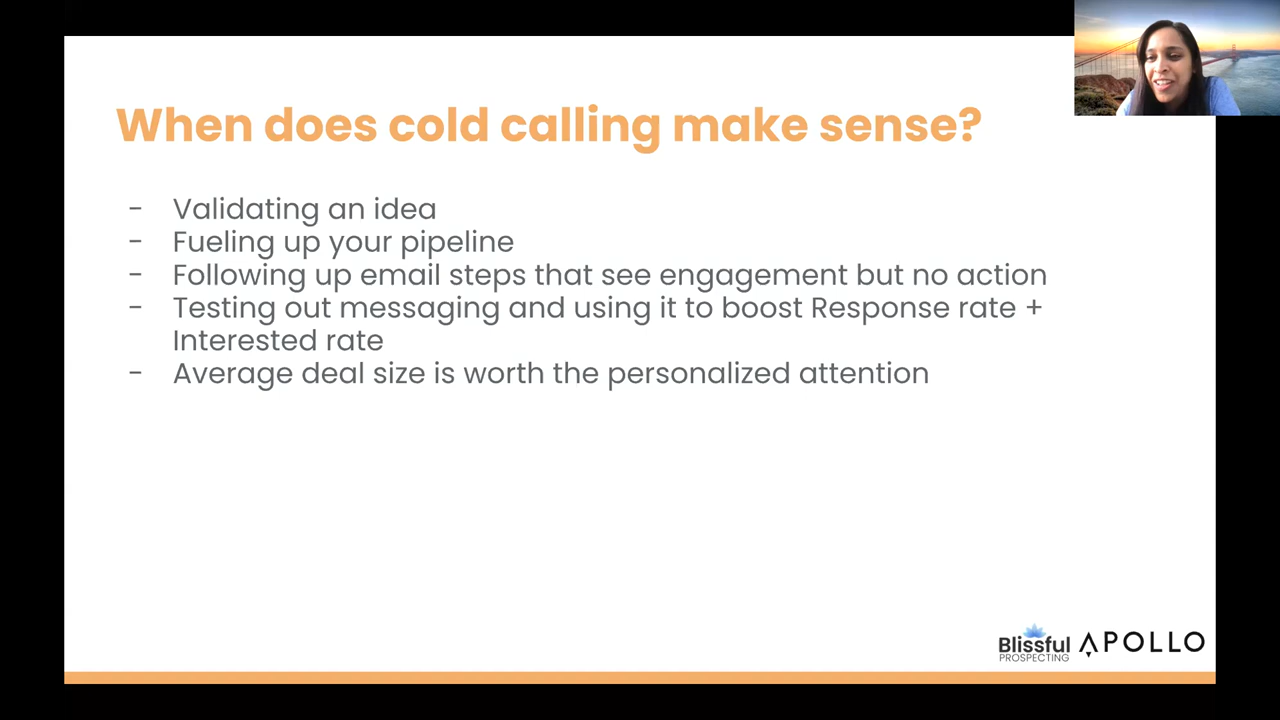 When does cold calling make sense?
- Validating an idea
- Fueling up your pipeline
- Following up email steps that see engagement but no action
- Testing out messaging and using it to boost Response rate +
Interested rate
- Average deal size is worth the personalized attention
Blissful
PROSPECTING
APOLLO